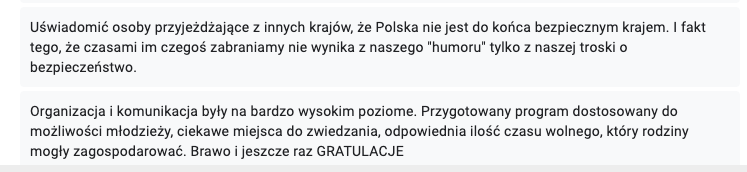 Uświadomić osoby przyjeżdżające z innych krajów, że Polska nie jest do końca bezpiecznym krajem. I fakt
tego, że czasami im czegoś zabraniamy nie wynika z naszego "humoru" tylko z naszej troski o
bezpieczeństwo.
Organizacja i komunikacja były na bardzo wysokim poziome. Przygotowany program dostosowany do
możliwości młodzieży, ciekawe miejsca do zwiedzania, odpowiednia ilość czasu wolnego, który rodziny
mogły zagospodarować. Brawo i jeszcze raz GRATULACJE